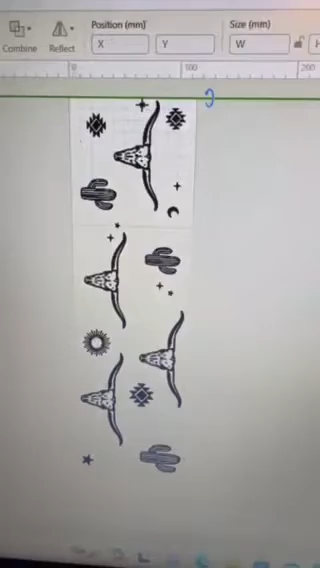 Position (mm)
Size (mm)
Combine
Reflect
X
Y
W
H
0
100
200